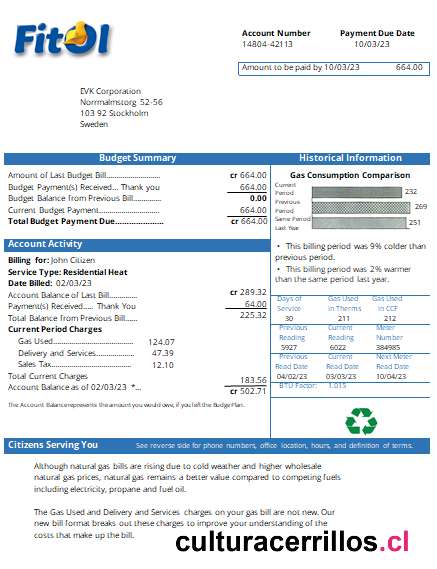 FitOl
Account Number Payment Due Date
14804-42113 10/03/23
Amount to be paid by 10/03/23 664.00
EVK Corporation
Norrmalmstorg 52-56
103 92 Stockholm
Sweden
Budget Summary
Amount of Last Budget Bill............... cr 664.00
Budget Payment(s) Received... Thank you 664.00
Budget Balance from Previous Bill.............. 0.00
Current Budget Payment..................... 664.00
Total Budget Payment Due..................... cr 664.00
Historical Information
Gas Consumption Comparison
Current Period 232
Previous Period 269
Same Period Last Year 251
• This billing period was 9% colder than
previous period.
• This billing period was 2% warmer
than the same period last year.
Account Activity
Billing for: John Citizen
Service Type: Residential Heat
Date Billed: 02/03/23
Account Balance of Last Bill............... cr 289.32
Payment(s) Received..... Thank You 64.00
Total Balance from Previous Bill....... 225.32
Current Period Charges
Gas Used................................ 124.07
Delivery and Services.................... 47.39
Sales Tax................................ 12.10
Total Current Charges 183.56
Account Balance as of 02/03/23 *... cr 502.71
The Account Balance represents the amount you would owe, if you left the Budget Plan.
Days of Service Gas Used in Therms Gas Used in CCF
30 211 212
Previous Reading Current Reading Meter Number
5927 6022 384985
Previous Read Date Current Read Date Next Meter Read Date
04/02/23 03/03/23 10/04/23
BTU Factor: 1.015
Citizens Serving You See reverse side for phone numbers, office location, hours, and definition of terms.
Although natural gas bills are rising due to cold weather and higher wholesale
natural gas prices, natural gas remains a better value compared to competing fuels
including electricity, propane and fuel oil.
The Gas Used and Delivery and Services charges on your gas bill are not new. Our
new bill format breaks out these charges to improve your understanding of the
costs that make up the bill.
culturacerrillos.cl